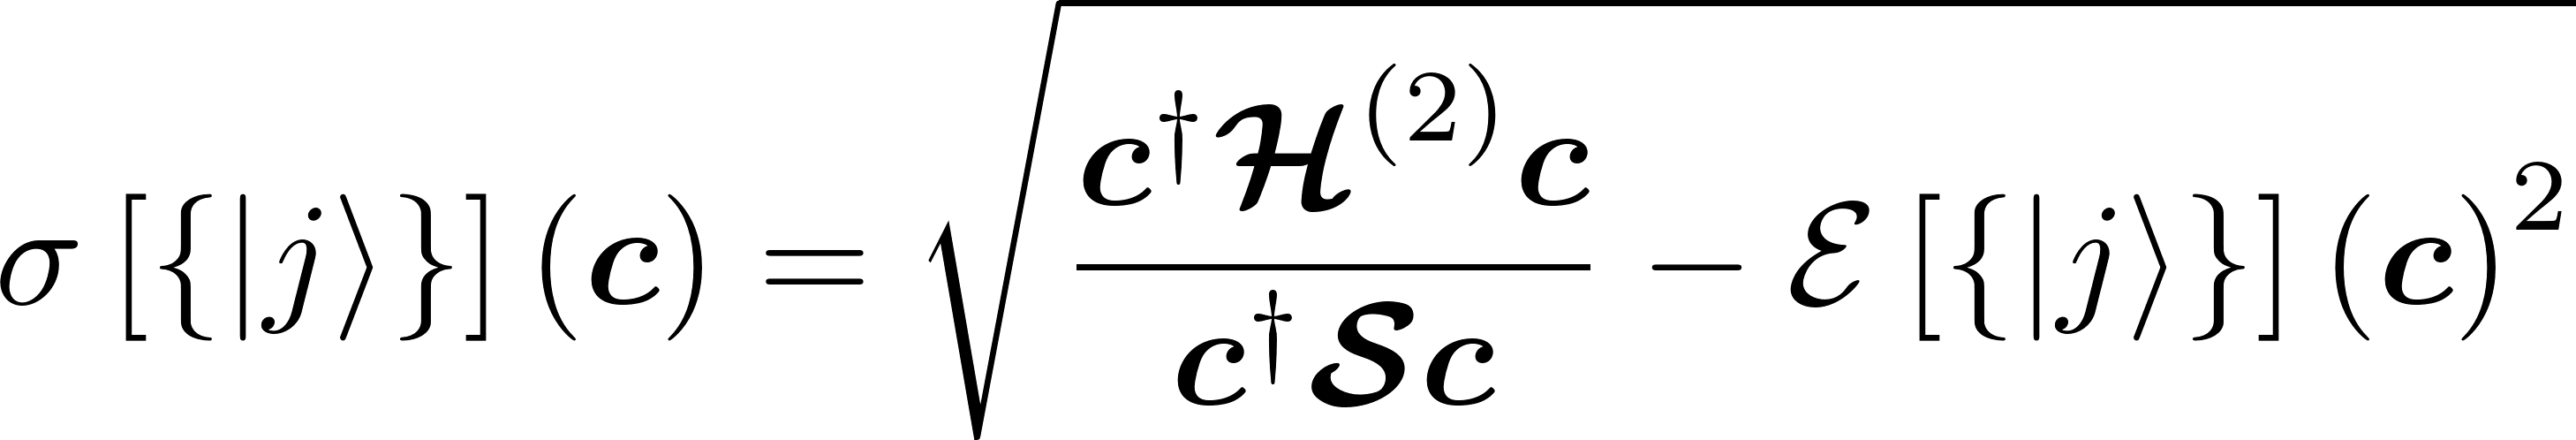 σ [{|j⟩}] (𝒄) = √(𝒄†𝓗⁽²⁾𝒄 / 𝒄†𝓢𝒄 − ℰ [{|j⟩}] (𝒄)²)